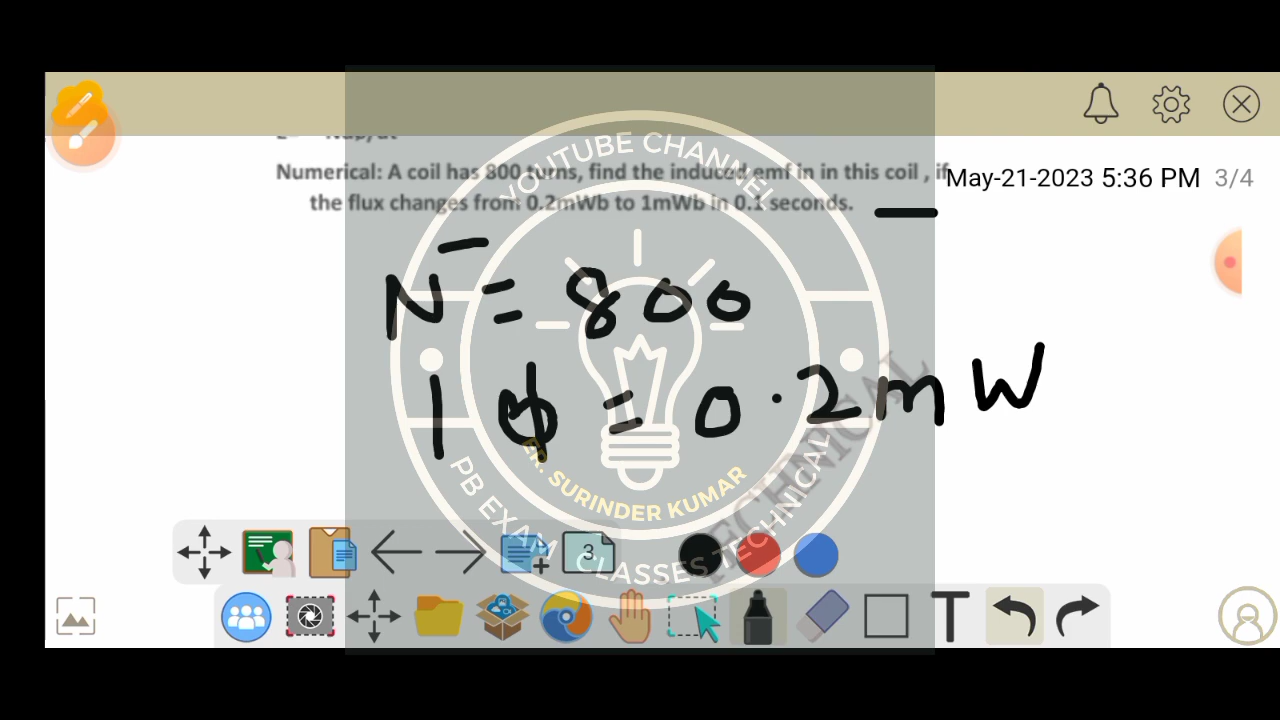 May-21-2023 5:36 PM 3/4
Numerical: A coil has 800 turns, find the induced emf in in this coil , if
the flux changes from 0.2mWb to 1mWb in 0.1 seconds.
N = 800
| ϕ = 0.2mW
YOUTUBE CHANNEL
ER. SURINDER KUMAR
PB EXAM CLASSES TECHNICAL
TECHNICAL
3
T